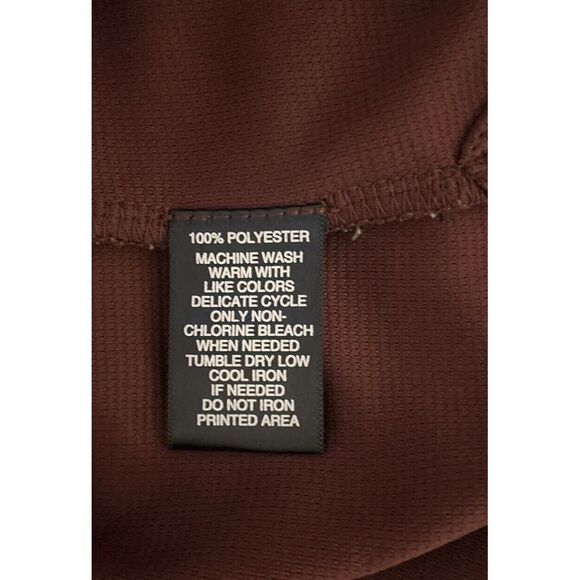 100% POLYESTER
MACHINE WASH
WARM WITH
LIKE COLORS
DELICATE CYCLE
ONLY NON-
CHLORINE BLEACH
WHEN NEEDED
TUMBLE DRY LOW
COOL IRON
IF NEEDED
DO NOT IRON
PRINTED AREA